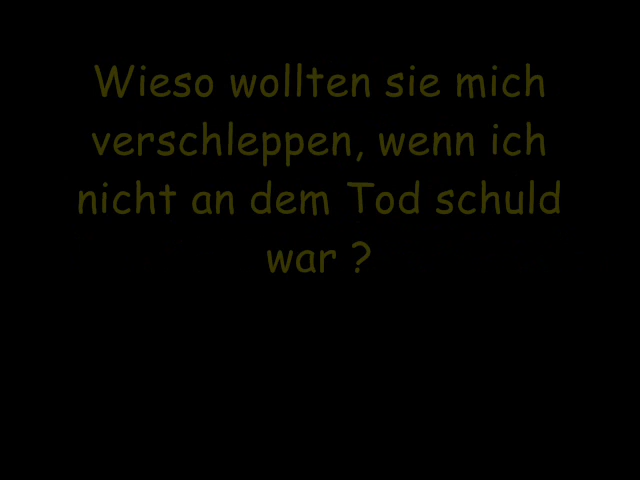 Wieso wollten sie mich
verschleppen, wenn ich
nicht an dem Tod schuld
war ?